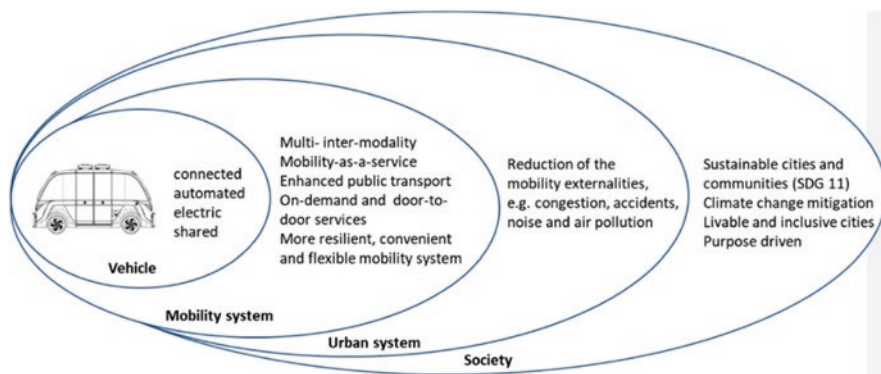 connected
automated
electric
shared
Vehicle
Multi- inter-modality
Mobility-as-a-service
Enhanced public transport
On-demand and door-to-
door services
More resilient, convenient
and flexible mobility system
Mobility system
Reduction of the
mobility externalities,
e.g. congestion, accidents,
noise and air pollution
Urban system
Sustainable cities and
communities (SDG 11)
Climate change mitigation
Livable and inclusive cities
Purpose driven
Society